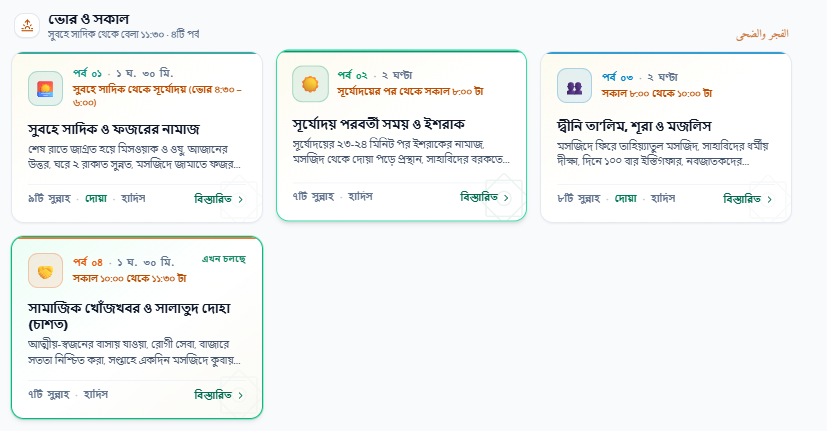 ভোর ও সকাল
সুবহে সাদিক থেকে বেলা ১১:৩০ · ৪টি পর্ব
الفجر والضحى
পর্ব ০১ · ১ ঘ. ৩০ মি.
সুবহে সাদিক থেকে সূর্যোদয় (ভোর ৪:৩০ –
৬:০০)
সুবহে সাদিক ও ফজরের নামাজ
শেষ রাতে জাগ্রত হয়ে মিসওয়াক ও ওযু, আজানের
উত্তর, ঘরে ২ রাকাত সুন্নত, মসজিদে জামাতে ফজর...
৯টি সুন্নাহ · দোয়া · হাদিস
বিস্তারিত >
পর্ব ০২ · ২ ঘণ্টা
সূর্যোদয়ের পর থেকে সকাল ৮:০০ টা
সূর্যোদয় পরবর্তী সময় ও ইশরাক
সূর্যোদয়ের ২৩-২৪ মিনিট পর ইশরাকের নামাজ,
মসজিদ থেকে দোয়া পড়ে প্রস্থান, সাহাবিদের বরকতে...
৭টি সুন্নাহ · হাদিস
বিস্তারিত >
পর্ব ০৩ · ২ ঘণ্টা
সকাল ৮:০০ থেকে ১০:০০ টা
দ্বীনি তা'লিম, শূরা ও মজলিস
মসজিদে ফিরে তাহিয়্যাতুল মসজিদ, সাহাবিদের ধর্মীয়
দীক্ষা, দিনে ১০০ বার ইস্তিগফার, নবজাতকদের...
৮টি সুন্নাহ · দোয়া · হাদিস
বিস্তারিত >
পর্ব ০৪ · ১ ঘ. ৩০ মি.
এখন চলছে
সকাল ১০:০০ থেকে ১১:৩০ টা
সামাজিক খোঁজখবর ও সালাতুদ দোহা
(চাশত)
আত্মীয়-স্বজনের বাসায় যাওয়া, রোগী সেবা, বাজারে
সততা নিশ্চিত করা, সপ্তাহে একদিন মসজিদে কুবায়...
৭টি সুন্নাহ · হাদিস
বিস্তারিত >